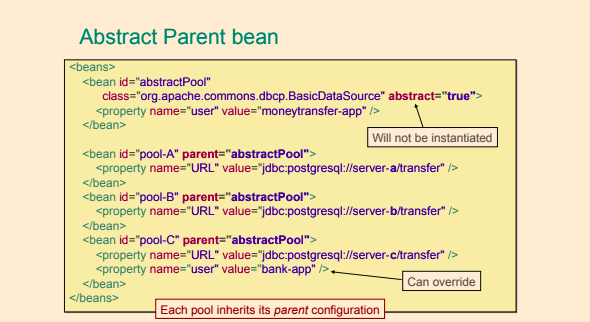 Abstract Parent bean
<beans>
<bean id="abstractPool"
class="org.apache.commons.dbcp.BasicDataSource" abstract="true">
<property name="user" value="moneytransfer-app" />
</bean>
Will not be instantiated
<bean id="pool-A" parent="abstractPool">
<property name="URL" value="jdbc:postgresql://server-a/transfer" />
</bean>
<bean id="pool-B" parent="abstractPool">
<property name="URL" value="jdbc:postgresql://server-b/transfer" />
</bean>
<bean id="pool-C" parent="abstractPool">
<property name="URL" value="jdbc:postgresql://server-c/transfer" />
<property name="user" value="bank-app" />
Can override
</bean>
</beans>
Each pool inherits its parent configuration